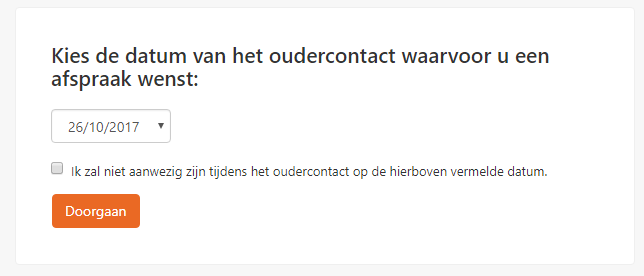 Kies de datum van het oudercontact waarvoor u een
afspraak wenst:
26/10/2017
Ik zal niet aanwezig zijn tijdens het oudercontact op de hierboven vermelde datum.
Doorgaan